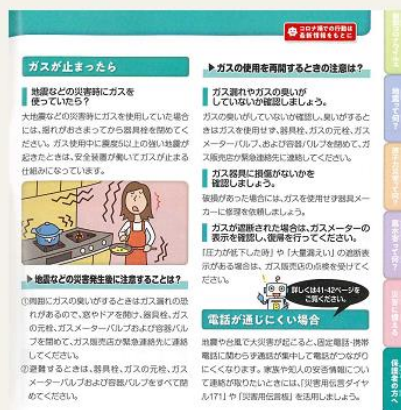 コロナ禍での行動は
最新情報をもとに
ガスが止まったら
地震などの災害時にガスを
使っていたら？
大地震などの災害時にガスを使用していた場合
には、揺れがおさまってから器具栓を閉めてく
ださい。ガス使用中に震度5以上の強い地震が
起きたときは、安全装置が働いてガスが止まる
仕組みになっています。
▶地震などの災害発生後に注意することは？
①周囲にガスの臭いがするときはガス漏れの恐
れがあるので、窓やドアを開け、器具栓、ガス
の元栓、ガスメーターバルブおよび容器バル
ブを閉めて、ガス販売店か緊急連絡先に連絡
してください。
②避難するときは、器具栓、ガスの元栓、ガス
メーターバルブおよび容器バルブをすべて閉
めてください。
▶ガスの使用を再開するときの注意は？
ガス漏れやガスの臭いが
していないか確認しましょう。
ガスの臭いがしていないか確認し、臭いがするとき
はガスを使用せず、器具栓、ガスの元栓、ガス
メーターバルブ、および容器バルブを閉めて、ガ
ス販売店か緊急連絡先に連絡してください。
ガス器具に損傷がないかを
確認しましょう。
破損があった場合には、ガスを使用せず器具メー
カーに修理を依頼しましょう。
ガスが遮断された場合は、ガスメーターの
表示を確認し、復帰を行ってください。
「圧力が低下した時」や「大量漏えい」の遮断表
示がある場合は、ガス販売店の点検を受けてく
ださい。
詳しくは41-42ページを
ご覧ください。
電話が通じにくい場合
地震や台風で大災害が起こると、固定電話・携帯
電話に関わらず通話が集中して電話がつながり
にくくなります。家族や知人の安否情報につい
て連絡が取りたいときには、「災害用伝言ダイヤ
ル171」や「災害用伝言板」を活用しましょう。
地震って何？
風水害って何？
災害に備える
保護者の方へ